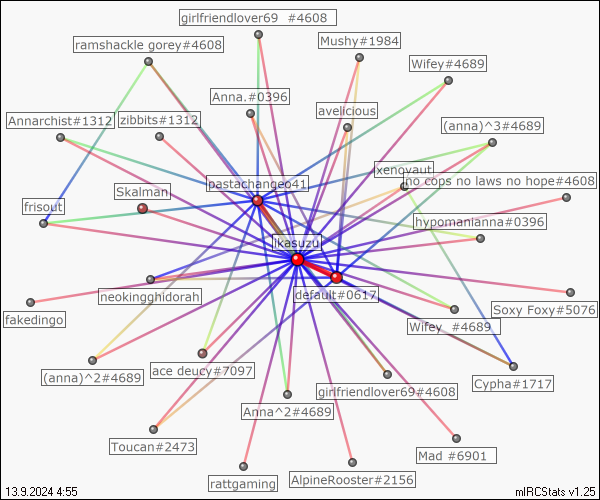 girlfriendlover69 #4608
ramshackle gorey#4608
Mushy#1984
Wifey#4689
Anna.#0396
avelicious
Annarchist#1312
zibbits#1312
(anna)^3#4689
xenovaut
no cops no laws no hope#4608
pastachangeo41
Skalmah
frisout
hypomanianna#0396
jkasuzu
neokingghidorah
default#0617
Soxy Foxy#5076
fakedingo
Wifey_#4689
(anna)^2#4689
ace deucy#7097
girlfriendlover69#4608
Cypha#1717
Anna^2#4689
Toucan#2473
Mad #6901
rattgaming
AlpineRooster#2156
13.9.2024 4:55
mIRCStats v1.25